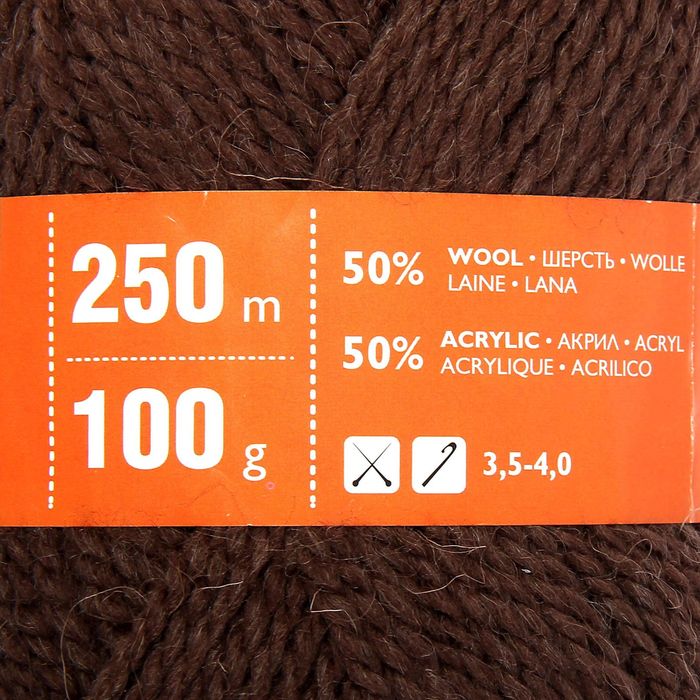 250 m
100 g
50% WOOL • ШЕРСТЬ • WOLLE
LAINE • LANA
50% ACRYLIC • АКРИЛ • ACRYL
ACRYLIQUE • ACRILICO
3,5-4,0